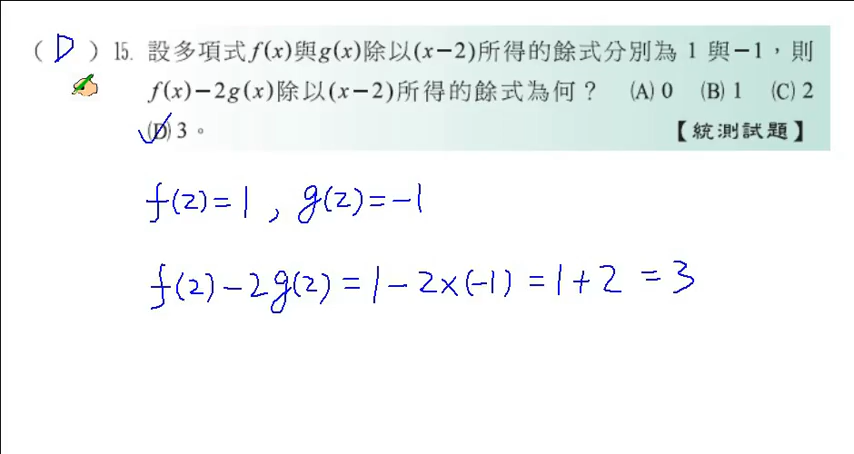 ( D ) 15. 設多項式 f(x)與g(x)除以(x−2)所得的餘式分別為 1 與−1，則
f(x)−2g(x)除以(x−2)所得的餘式為何？ (A) 0 (B) 1 (C) 2
(D) 3。 【統測試題】
f(2)=1 , g(2)=−1
f(2)−2g(2)=1−2×(−1)=1+2=3